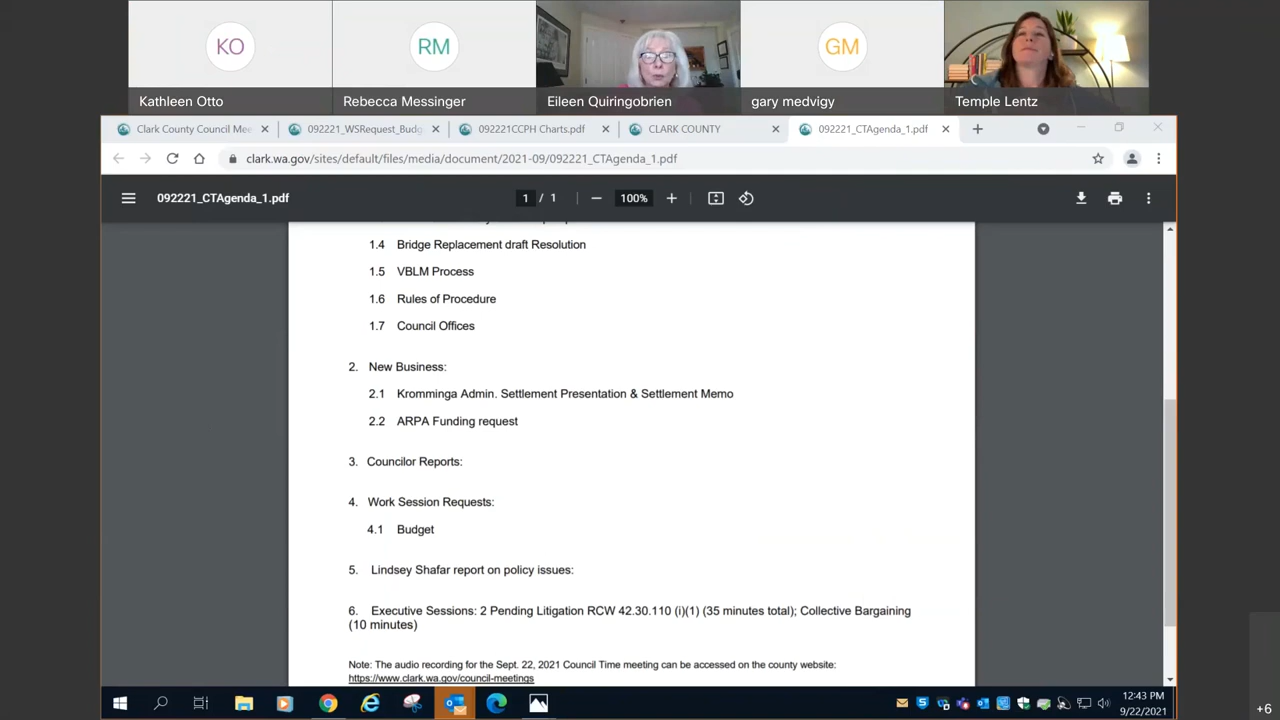 KO
RM
GM
Kathleen Otto
Rebecca Messinger
Eileen Quiringobrien
gary medvigy
Temple Lentz
Clark County Council Mee
092221_WSRequest_Budg
092221CCPH Charts.pdf
CLARK COUNTY
092221_CTAgenda_1.pdf
clark.wa.gov/sites/default/files/media/document/2021-09/092221_CTAgenda_1.pdf
092221_CTAgenda_1.pdf
1 / 1
100%
1.4 Bridge Replacement draft Resolution
1.5 VBLM Process
1.6 Rules of Procedure
1.7 Council Offices
2. New Business:
2.1 Kromminga Admin. Settlement Presentation & Settlement Memo
2.2 ARPA Funding request
3. Councilor Reports:
4. Work Session Requests:
4.1 Budget
5. Lindsey Shafar report on policy issues:
6. Executive Sessions: 2 Pending Litigation RCW 42.30.110 (i)(1) (35 minutes total); Collective Bargaining
(10 minutes)
Note: The audio recording for the Sept. 22, 2021 Council Time meeting can be accessed on the county website:
https://www.clark.wa.gov/council-meetings
12:43 PM
9/22/2021
+6